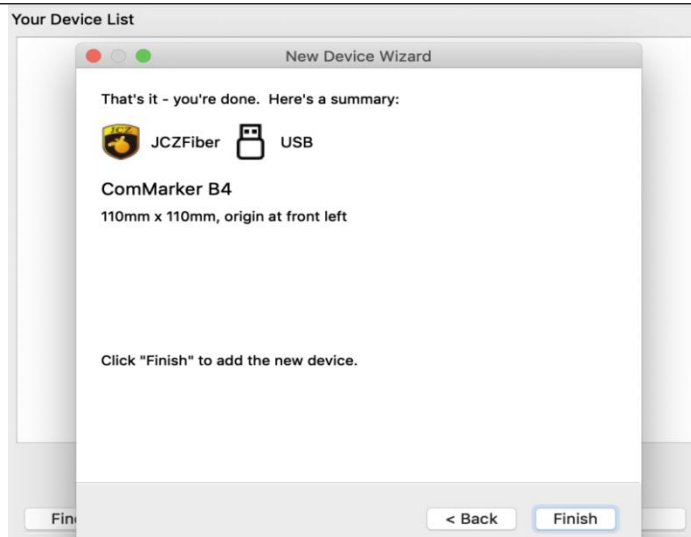 Your Device List
New Device Wizard
That's it - you're done. Here's a summary:
JCZ
JCZFiber USB
ComMarker B4
110mm x 110mm, origin at front left
Click "Finish" to add the new device.
Fin
< Back Finish